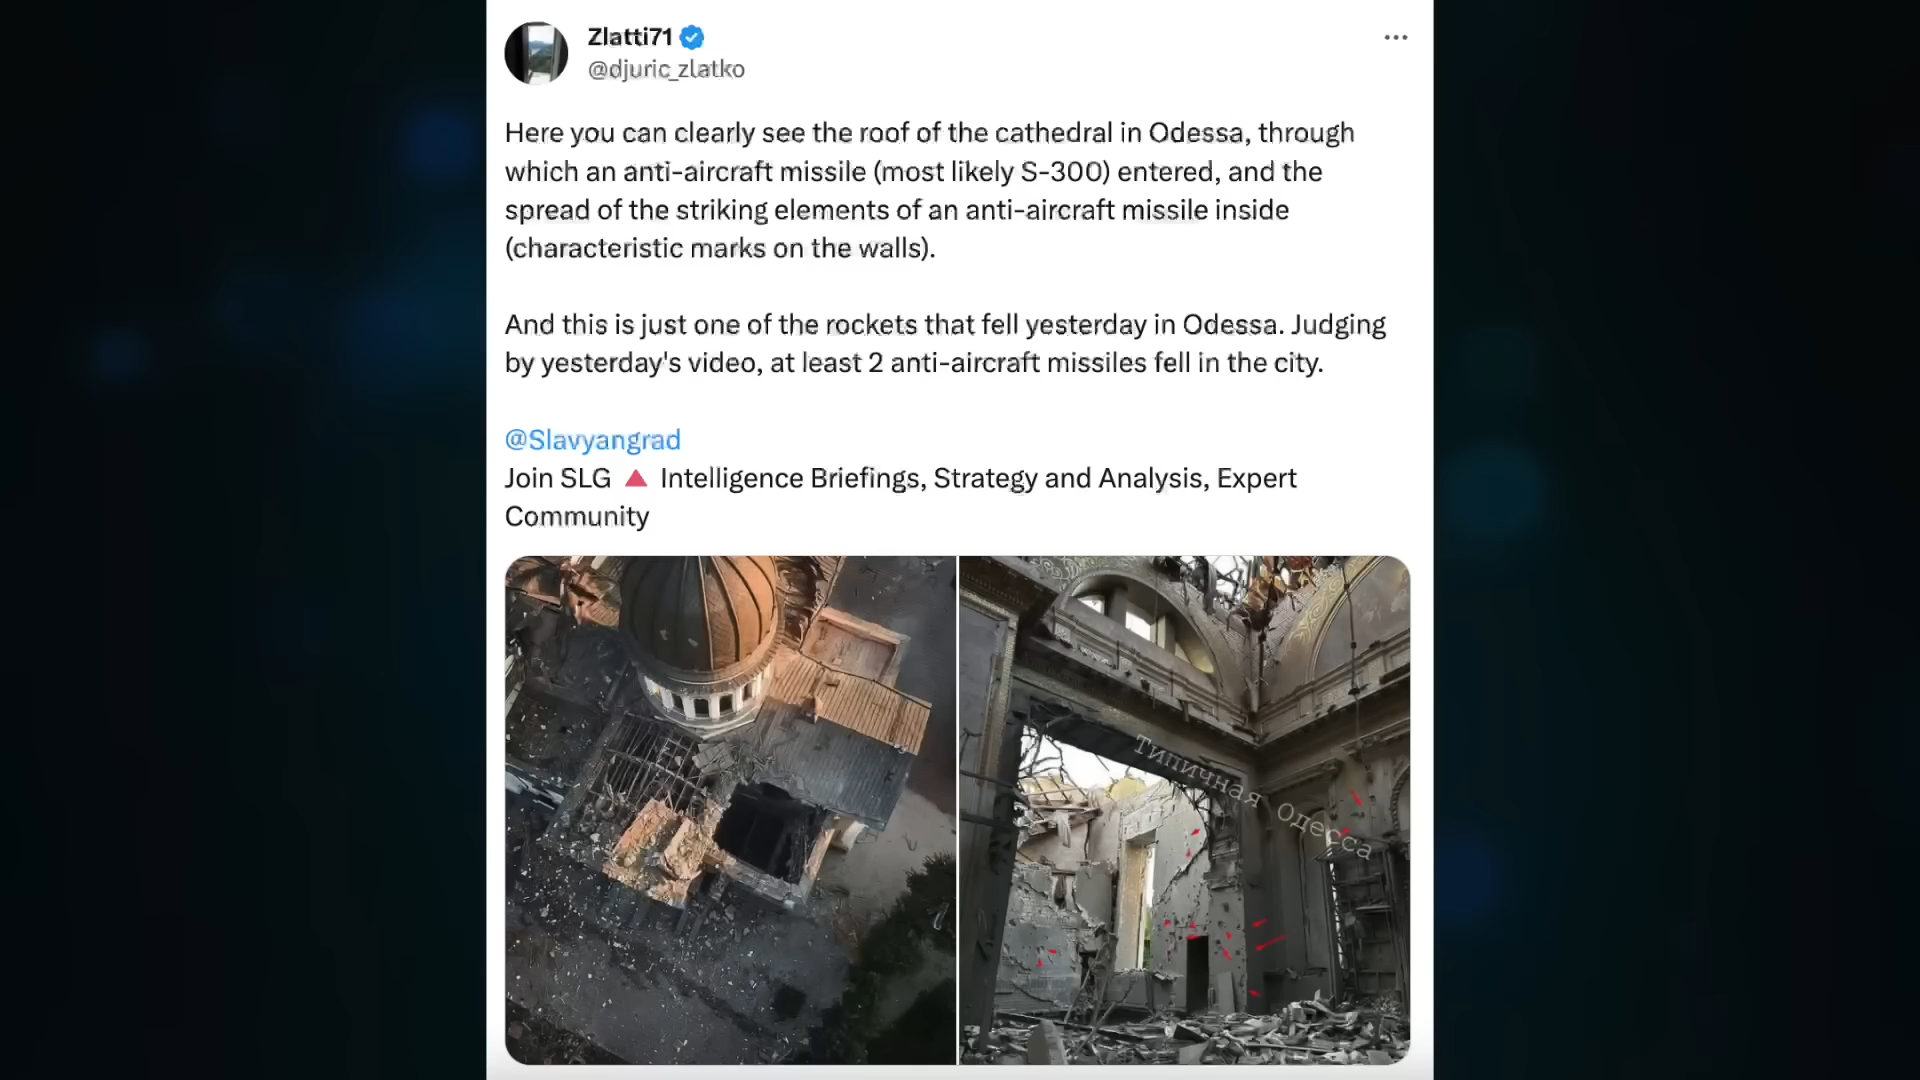 Zlatti71
@djuric_zlatko
Here you can clearly see the roof of the cathedral in Odessa, through
which an anti-aircraft missile (most likely S-300) entered, and the
spread of the striking elements of an anti-aircraft missile inside
(characteristic marks on the walls).
And this is just one of the rockets that fell yesterday in Odessa. Judging
by yesterday's video, at least 2 anti-aircraft missiles fell in the city.
@Slavyangrad
Join SLG 🔺 Intelligence Briefings, Strategy and Analysis, Expert
Community
Типичная Одесса